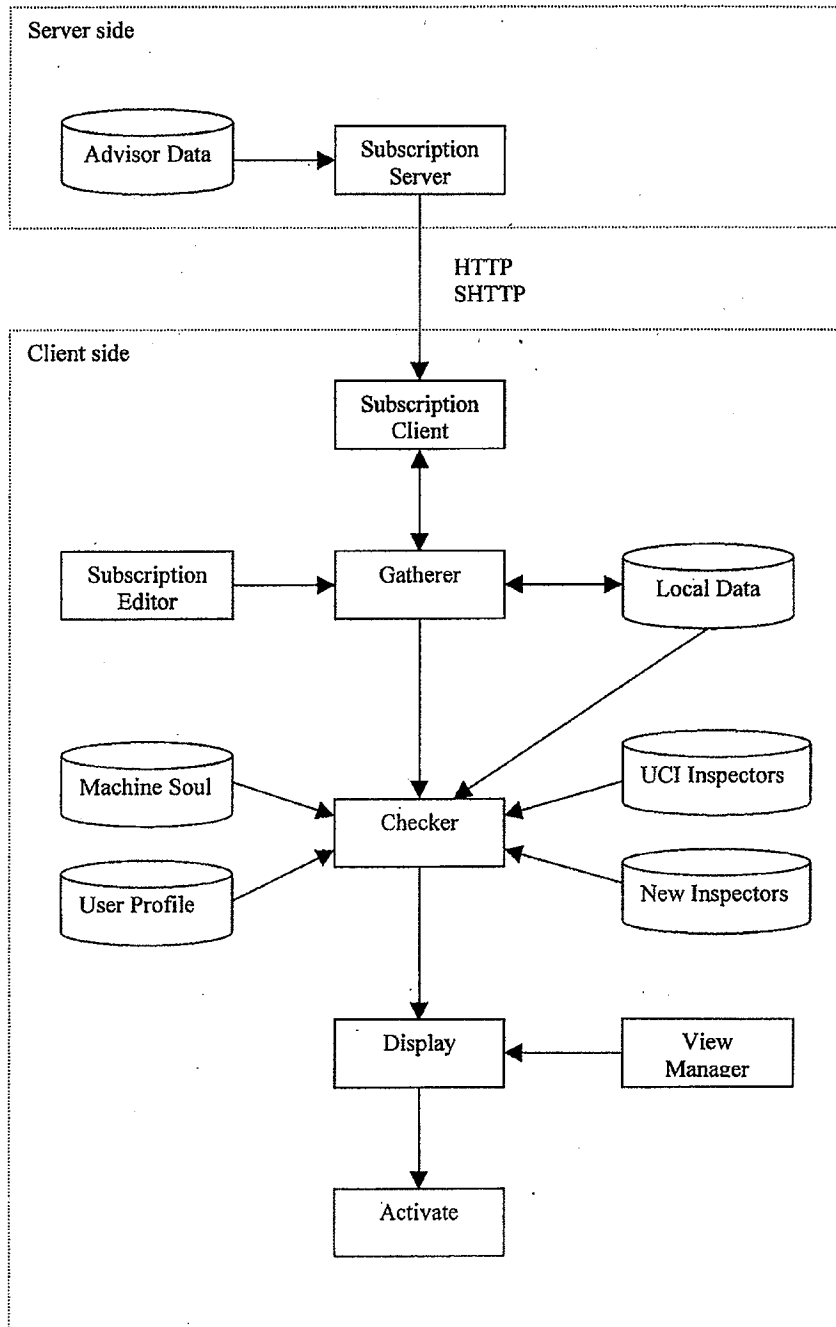 Server side
Advisor Data
Subscription
Server
HTTP
SHTTP
Client side
Subscription
Client
Subscription
Editor
Gatherer
Local Data
Machine Soul
UCI Inspectors
Checker
User Profile
New Inspectors
Display
View
Manager
Activate